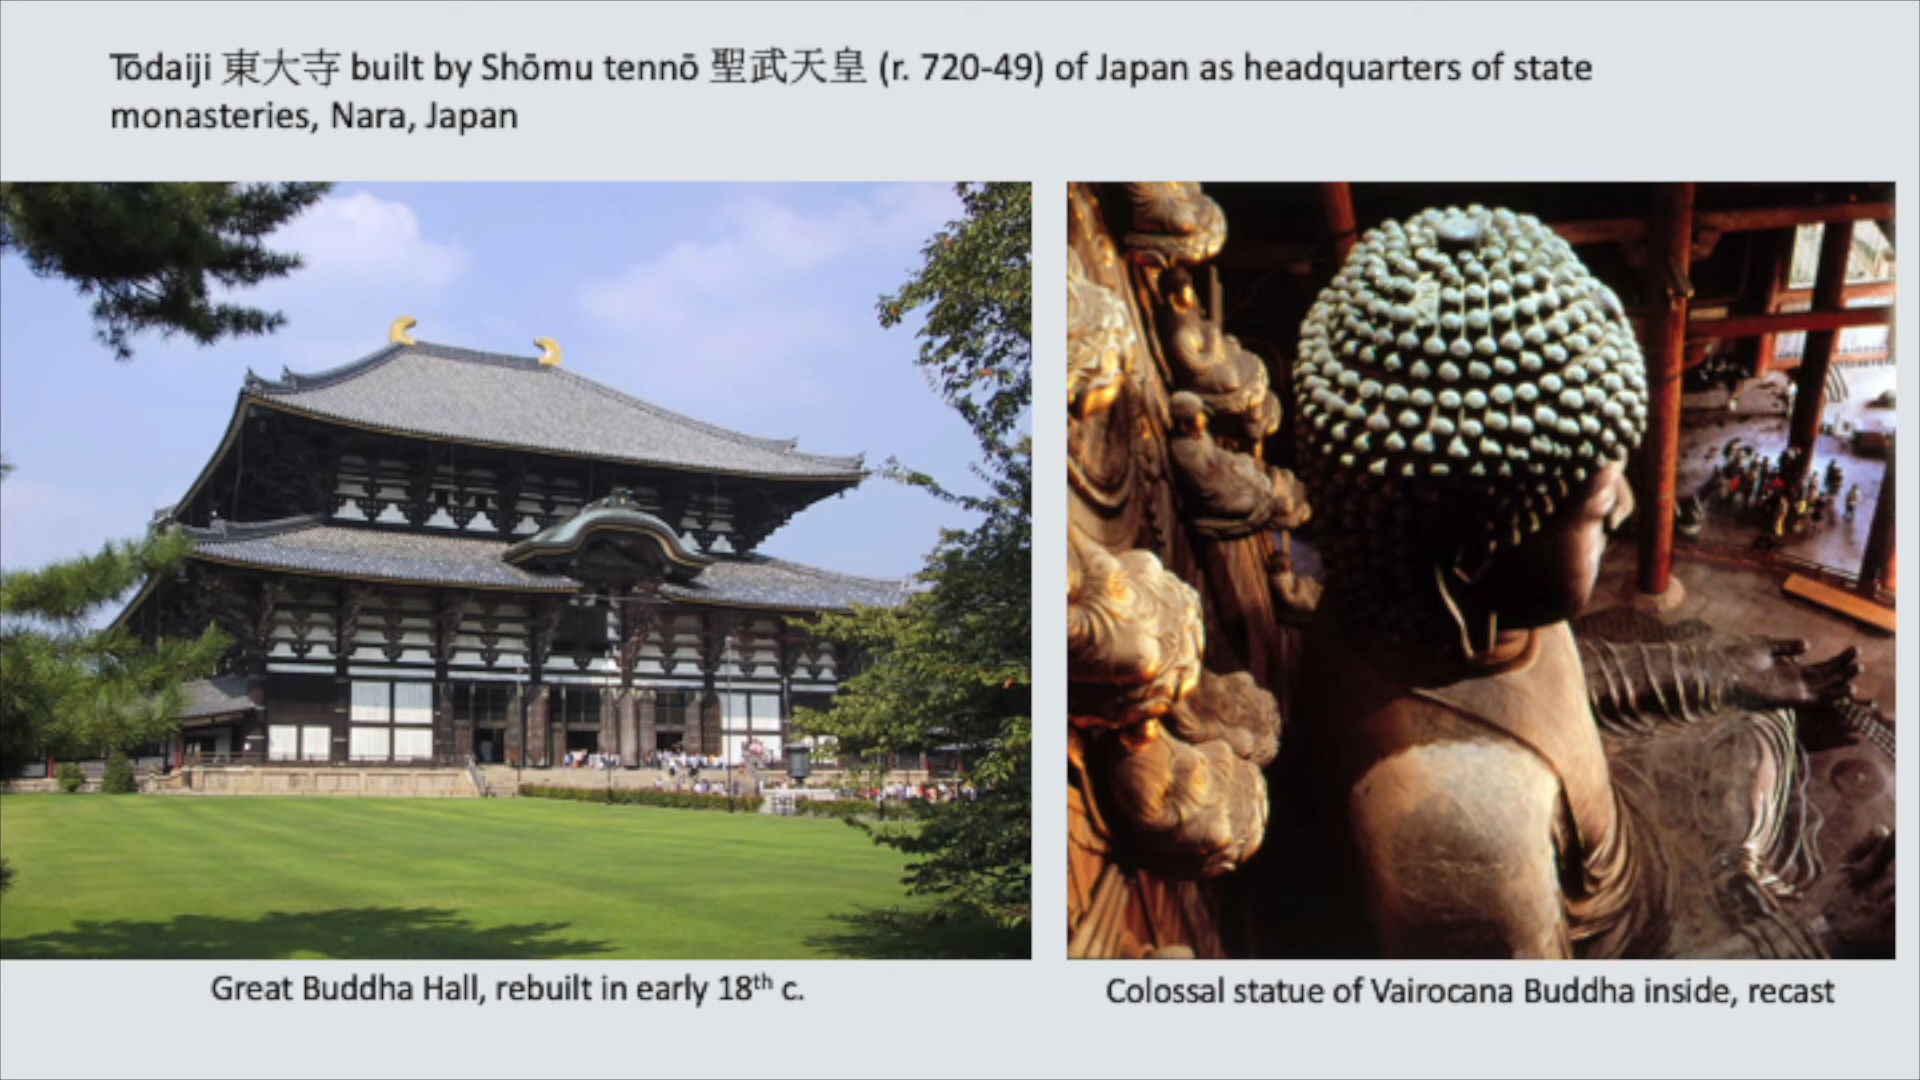 Tōdaiji 東大寺 built by Shōmu tennō 聖武天皇 (r. 720-49) of Japan as headquarters of state
monasteries, Nara, Japan
Great Buddha Hall, rebuilt in early 18th c.
Colossal statue of Vairocana Buddha inside, recast